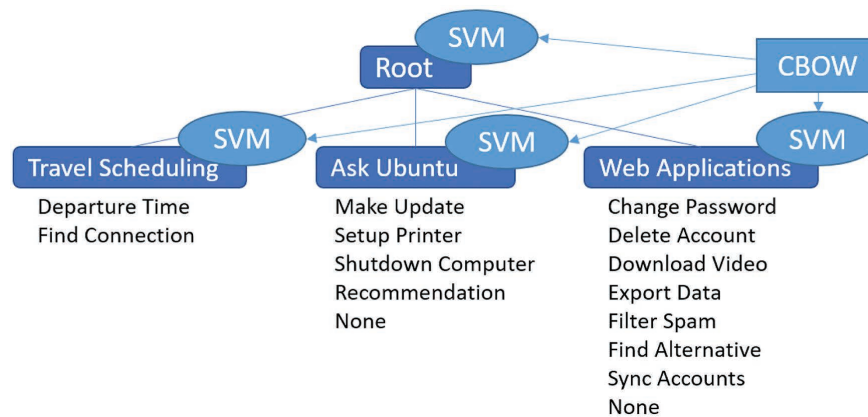 SVM
Root
CBOW
SVM
SVM
SVM
Travel Scheduling
Ask Ubuntu
Web Applications
Departure Time
Find Connection
Make Update
Setup Printer
Shutdown Computer
Recommendation
None
Change Password
Delete Account
Download Video
Export Data
Filter Spam
Find Alternative
Sync Accounts
None